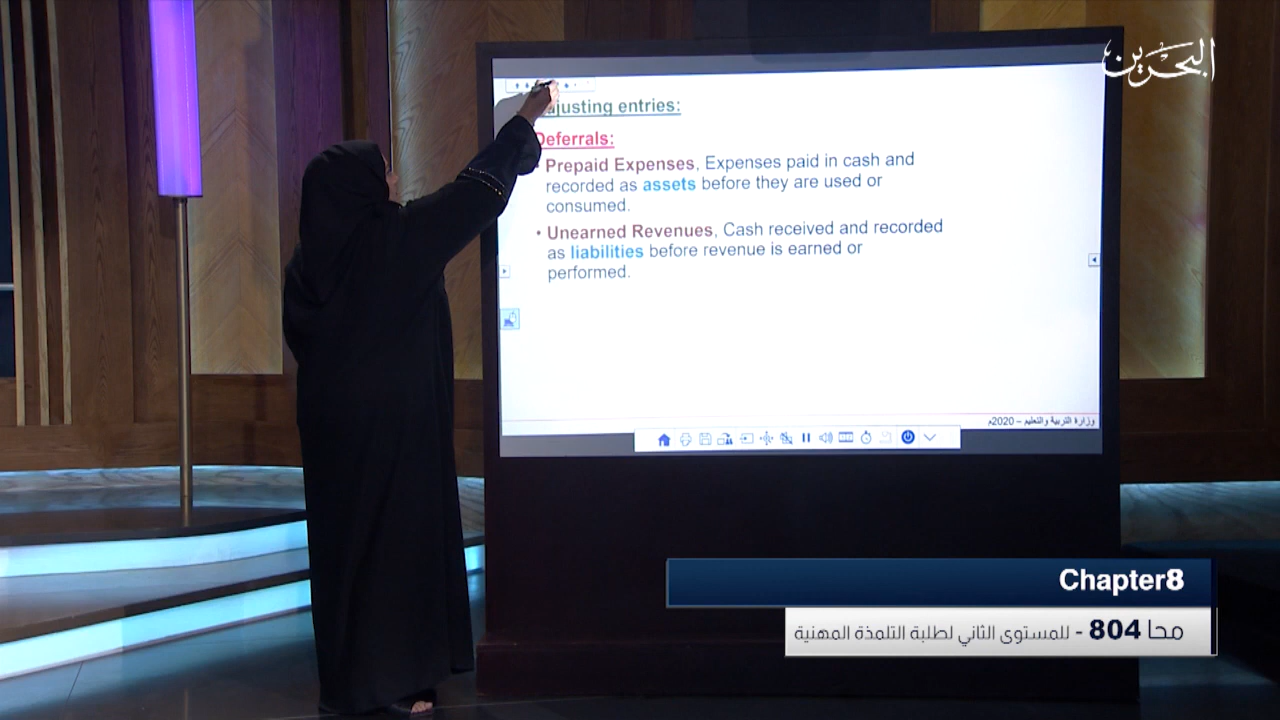 البحرين
djusting entries:
Deferrals:
• Prepaid Expenses, Expenses paid in cash and
recorded as assets before they are used or
consumed.
• Unearned Revenues, Cash received and recorded
as liabilities before revenue is earned or
performed.
وزارة التربية والتعليم – 2020م
Chapter8
محا 804 - للمستوى الثاني لطلبة التلمذة المهنية